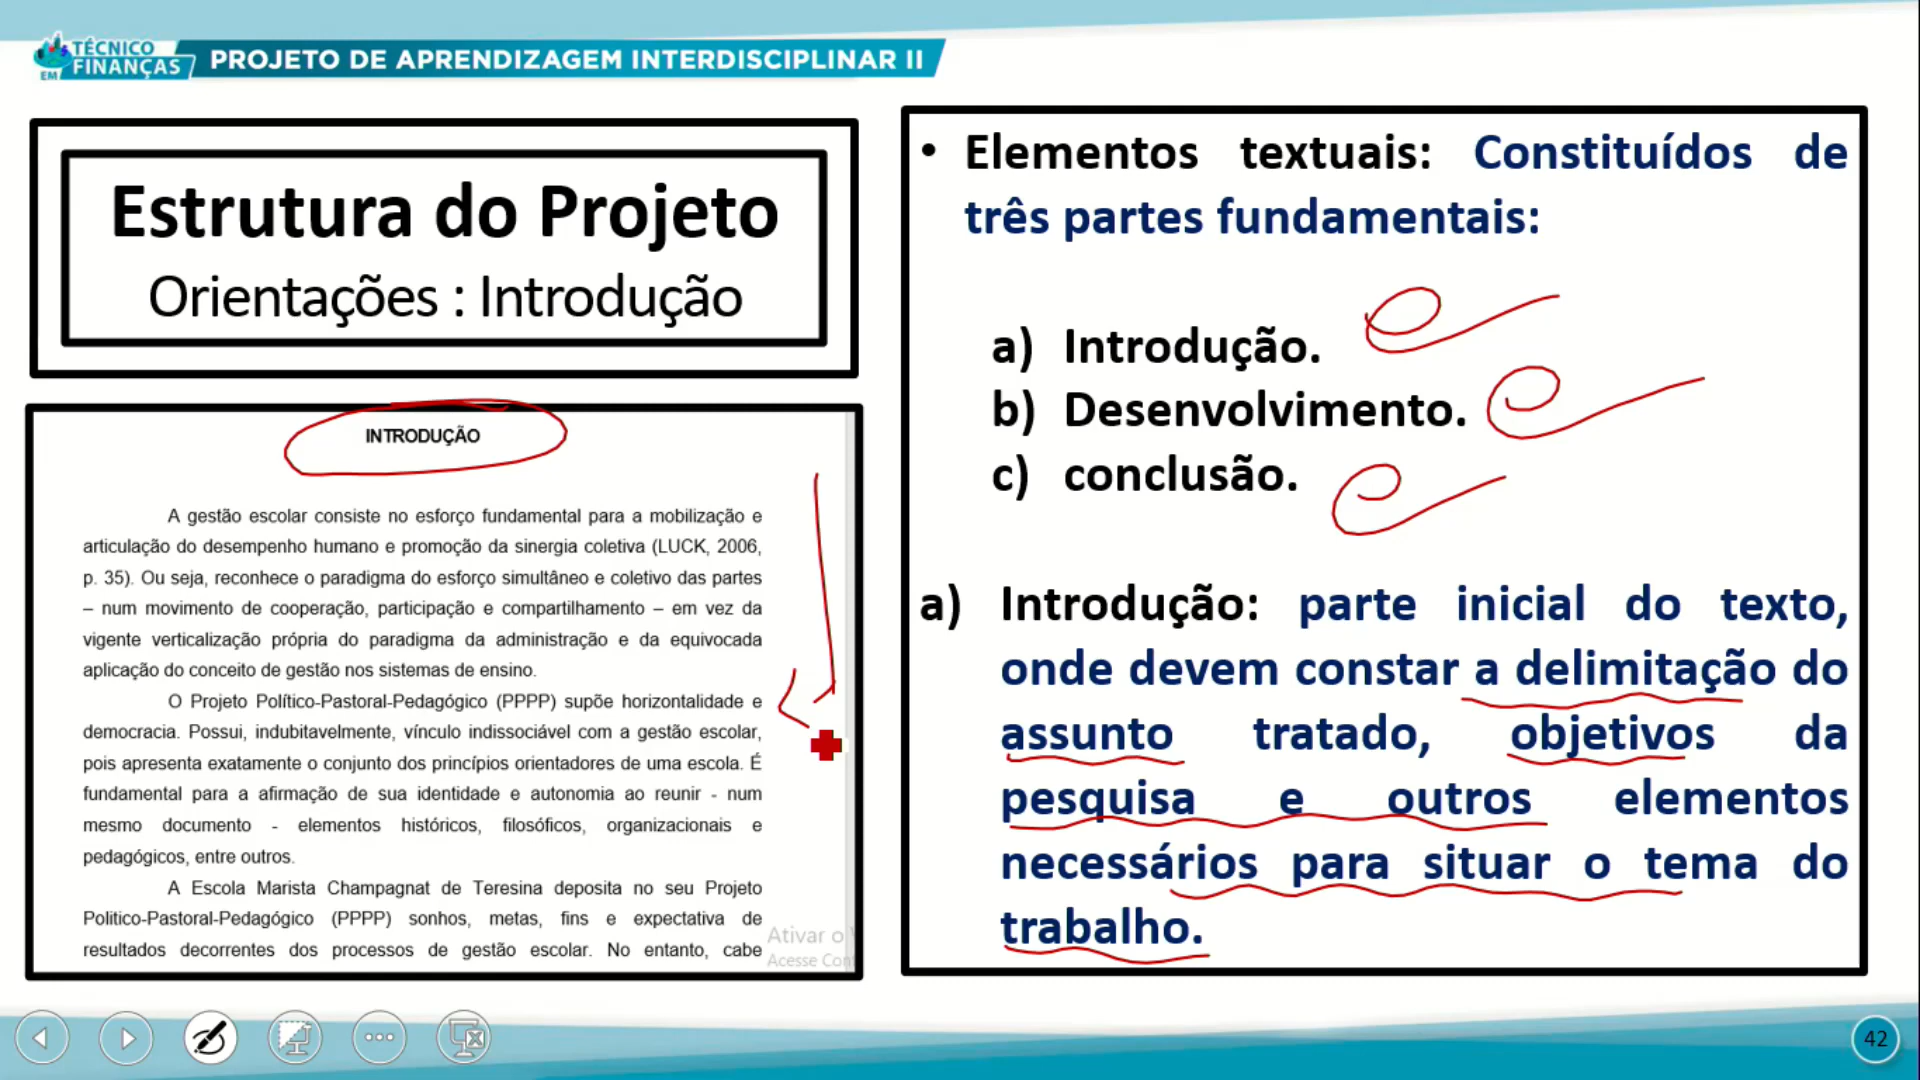 TÉCNICO
EM FINANÇAS
PROJETO DE APRENDIZAGEM INTERDISCIPLINAR II
Estrutura do Projeto
Orientações : Introdução
INTRODUÇÃO
A gestão escolar consiste no esforço fundamental para a mobilização e
articulação do desempenho humano e promoção da sinergia coletiva (LUCK, 2006,
p. 35). Ou seja, reconhece o paradigma do esforço simultâneo e coletivo das partes
– num movimento de cooperação, participação e compartilhamento – em vez da
vigente verticalização própria do paradigma da administração e da equivocada
aplicação do conceito de gestão nos sistemas de ensino.
O Projeto Político-Pastoral-Pedagógico (PPPP) supõe horizontalidade e
democracia. Possui, indubitavelmente, vínculo indissociável com a gestão escolar,
pois apresenta exatamente o conjunto dos princípios orientadores de uma escola. É
fundamental para a afirmação de sua identidade e autonomia ao reunir - num
mesmo documento - elementos históricos, filosóficos, organizacionais e
pedagógicos, entre outros.
A Escola Marista Champagnat de Teresina deposita no seu Projeto
Politico-Pastoral-Pedagógico (PPPP) sonhos, metas, fins e expectativa de
resultados decorrentes dos processos de gestão escolar. No entanto, cabe
Ativar o
Acesse
• Elementos textuais: Constituídos de
três partes fundamentais:
a) Introdução.
b) Desenvolvimento.
c) conclusão.
a) Introdução: parte inicial do texto,
onde devem constar a delimitação do
assunto tratado, objetivos da
pesquisa e outros elementos
necessários para situar o tema do
trabalho.
42